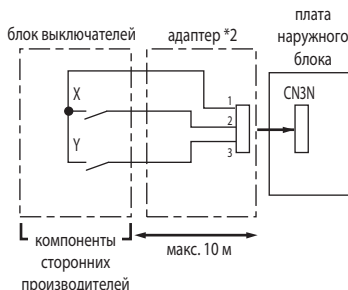 плата
наружного
блока
блок выключателей
адаптер *2
CN3N
X
1
2
Y
3
макс. 10 м
компоненты
сторонних
производителей